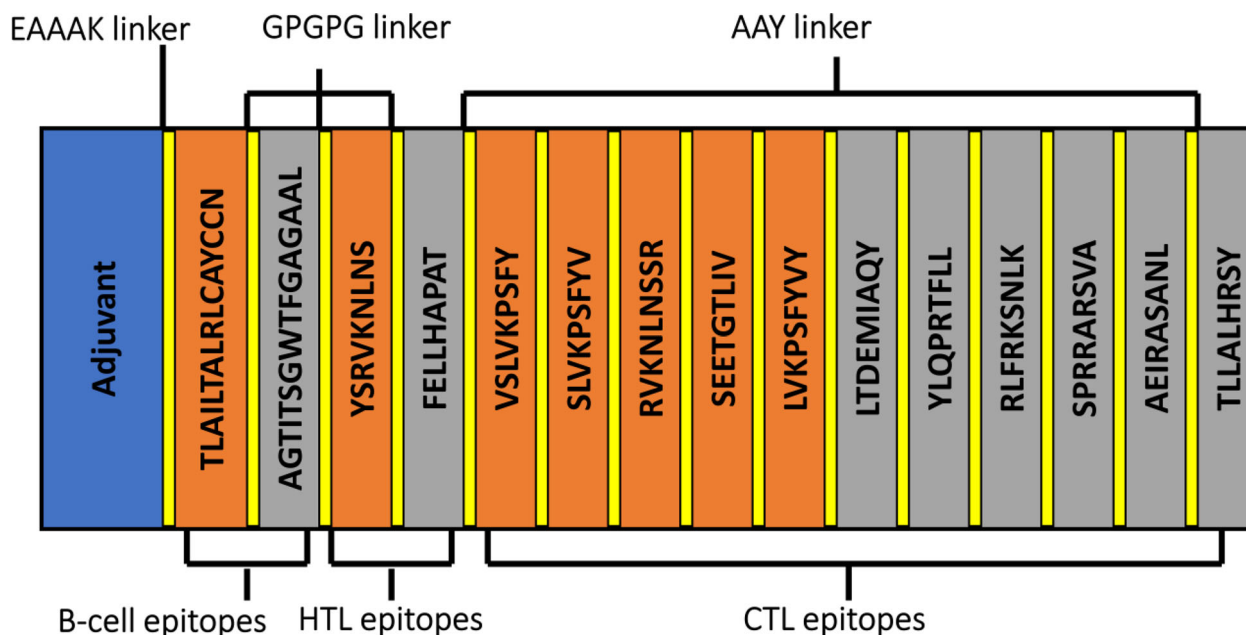 EAAAK linker
GPGPG linker
AAY linker
Adjuvant
TLAILTALRLCAYCCN
AGTITSGWTFGAGAAL
YSRVKNLNS
FELLHAPAT
VSLVKPSFY
SLVKPSFYV
RVKNLNSSR
SEETGTLIV
LVKPSFYVY
LTDEMIAQY
YLQPRTFLL
RLFRKSNLK
SPRRARSVA
AEIRASANL
TLLALHRSY
B-cell epitopes
HTL epitopes
CTL epitopes